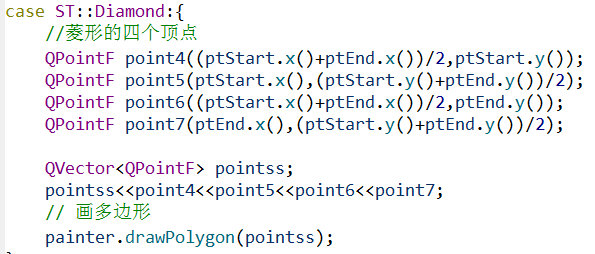 case ST::Diamond:{
//菱形的四个顶点
QPointF point4((ptStart.x()+ptEnd.x())/2,ptStart.y());
QPointF point5(ptStart.x(),(ptStart.y()+ptEnd.y())/2);
QPointF point6((ptStart.x()+ptEnd.x())/2,ptEnd.y());
QPointF point7(ptEnd.x(),(ptStart.y()+ptEnd.y())/2);
QVector<QPointF> pointss;
pointss<<point4<<point5<<point6<<point7;
// 画多边形
painter.drawPolygon(pointss);